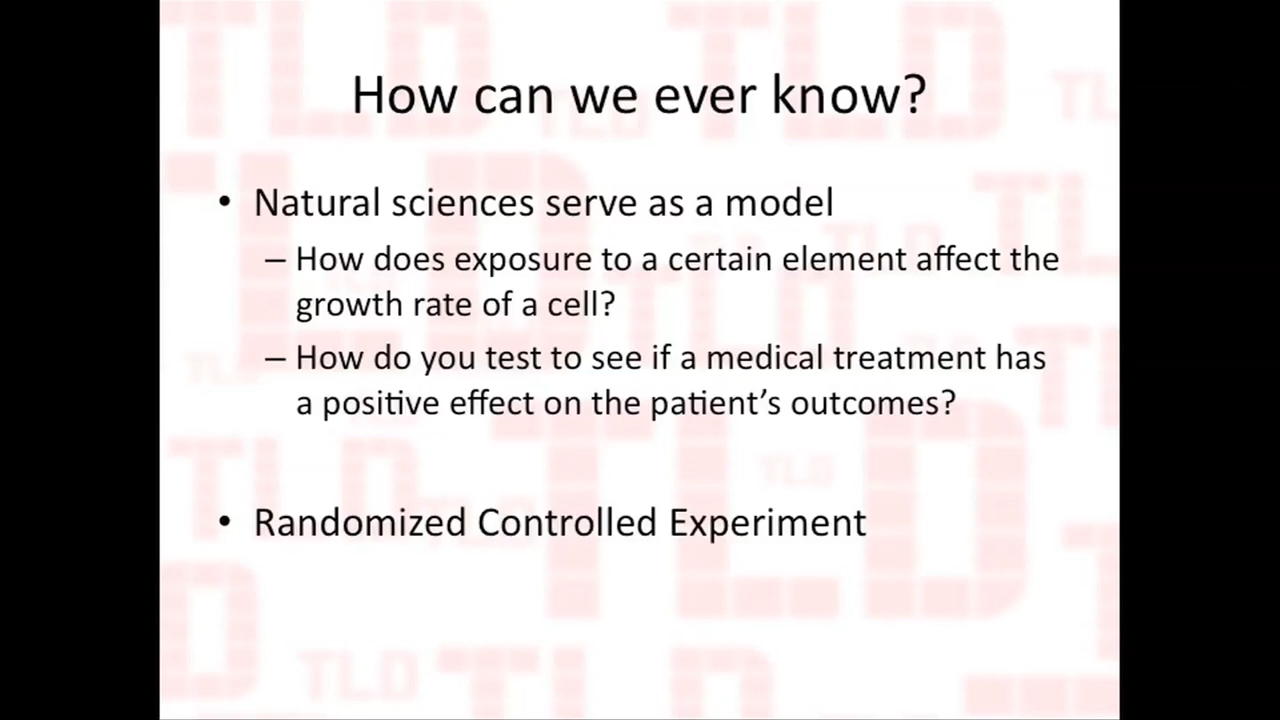 How can we ever know?
• Natural sciences serve as a model
– How does exposure to a certain element affect the
growth rate of a cell?
– How do you test to see if a medical treatment has
a positive effect on the patient’s outcomes?
• Randomized Controlled Experiment